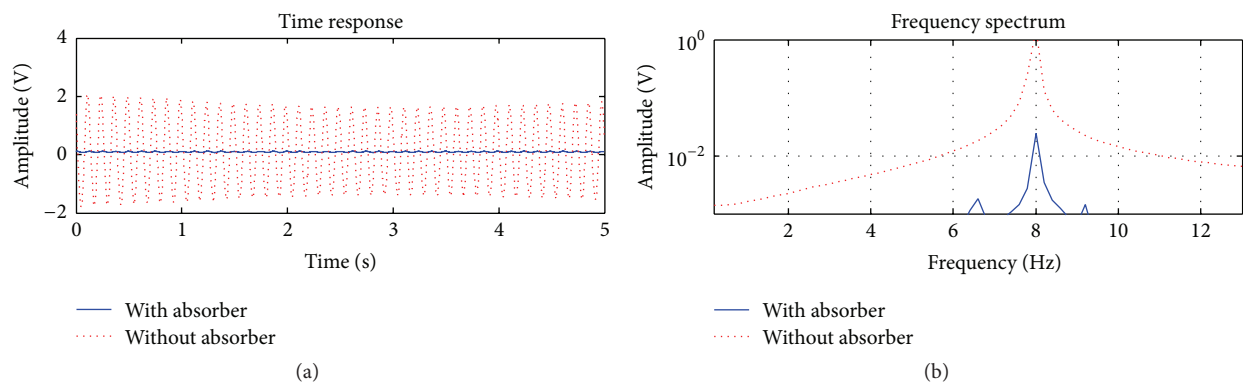 Time response
Amplitude (V)
4
2
0
−2
0 1 2 3 4 5
Time (s)
With absorber
Without absorber
(a)
Frequency spectrum
Amplitude (V)
10^0
10^−2
2 4 6 8 10 12
Frequency (Hz)
With absorber
Without absorber
(b)